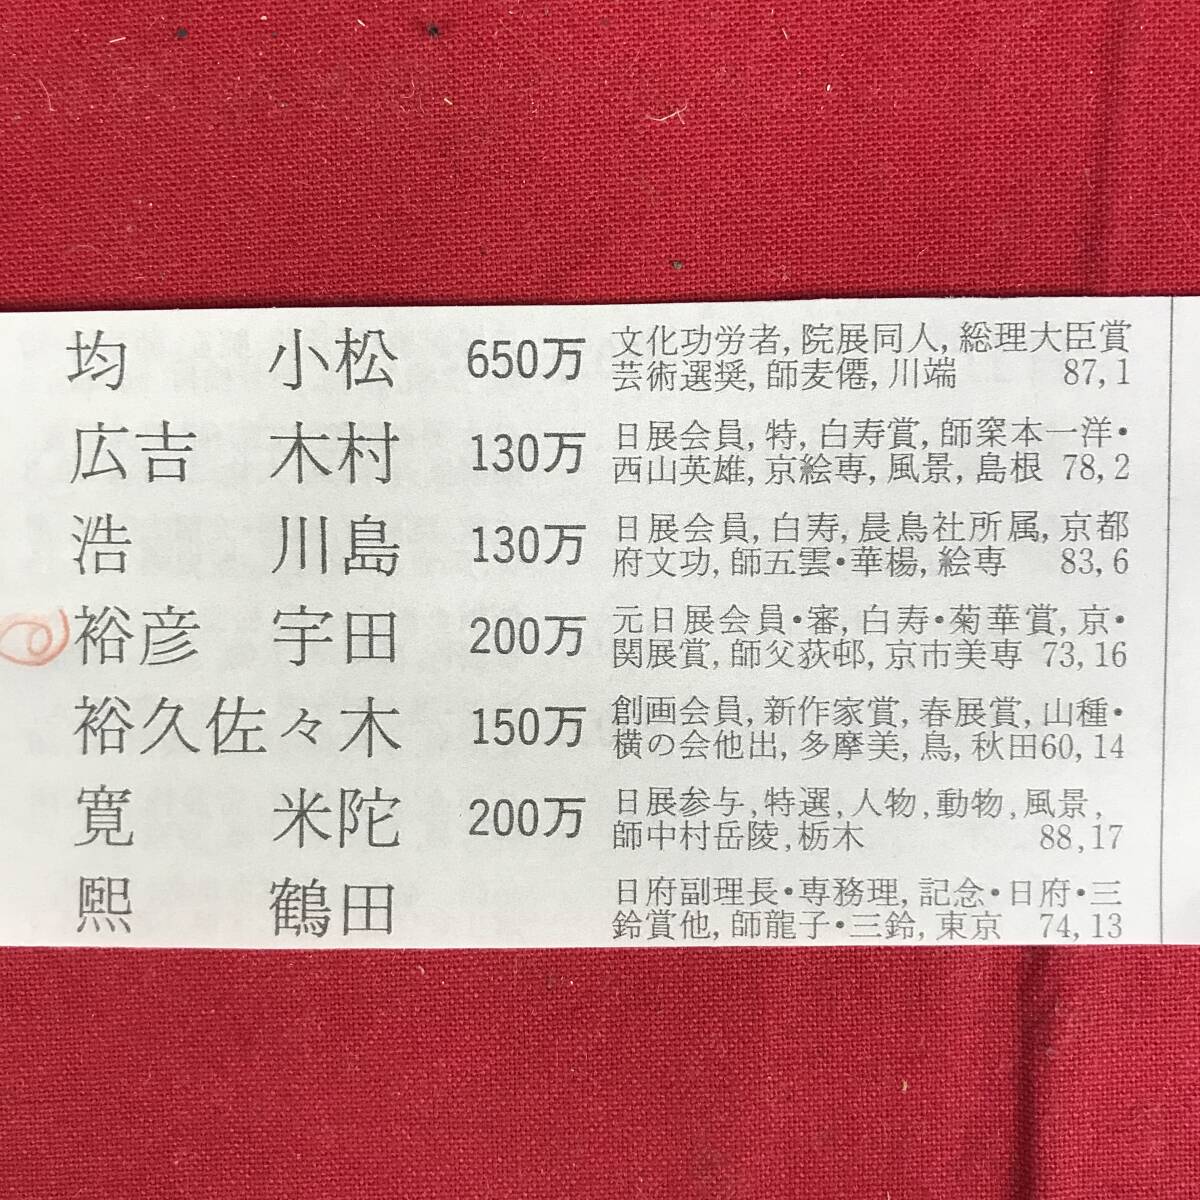 均 小松 650万 文化功労者,院展同人,総理大臣賞
芸術選奨,師麦僊,川端 87,1
広吉 木村 130万 日展会員,特,白寿賞,師窠本一洋・
西山英雄,京絵専,風景,島根 78,2
浩 川島 130万 日展会員,白寿,晨鳥社所属,京都
府文功,師五雲・華楊,絵専 83,6
裕彦 宇田 200万 元日展会員・審,白寿・菊華賞,京・
関展賞,師父荻邨,京市美専 73,16
裕久佐々木 150万 創画会員,新作家賞,春展賞,山種・
横の会他出,多摩美,鳥,秋田60,14
寛 米陀 200万 日展参与,特選,人物,動物,風景,
師中村岳陵,栃木 88,17
熙 鶴田 日府副理長・専務理,記念・日府・三
鈴賞他,師龍子・三鈴,東京 74,13